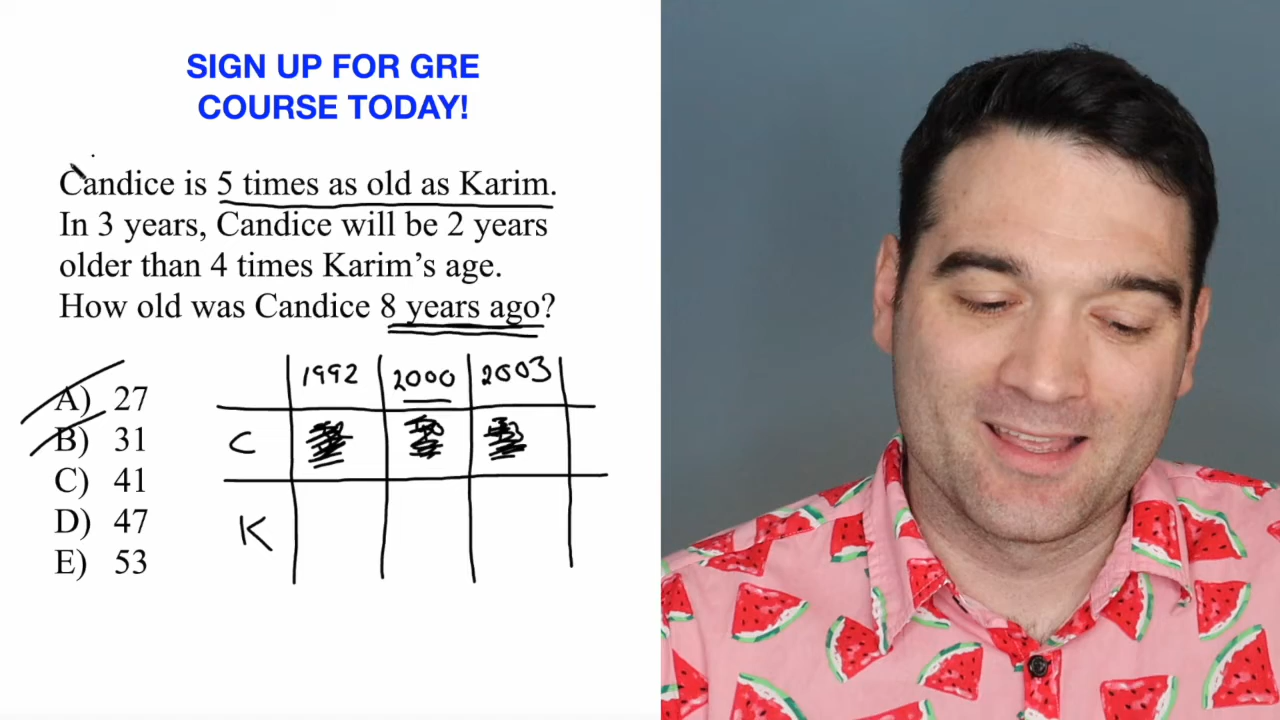 SIGN UP FOR GRE
COURSE TODAY!
Candice is 5 times as old as Karim.
In 3 years, Candice will be 2 years
older than 4 times Karim’s age.
How old was Candice 8 years ago?
A) 27
B) 31
C) 41
D) 47
E) 53
1992 2000 2003
C
K